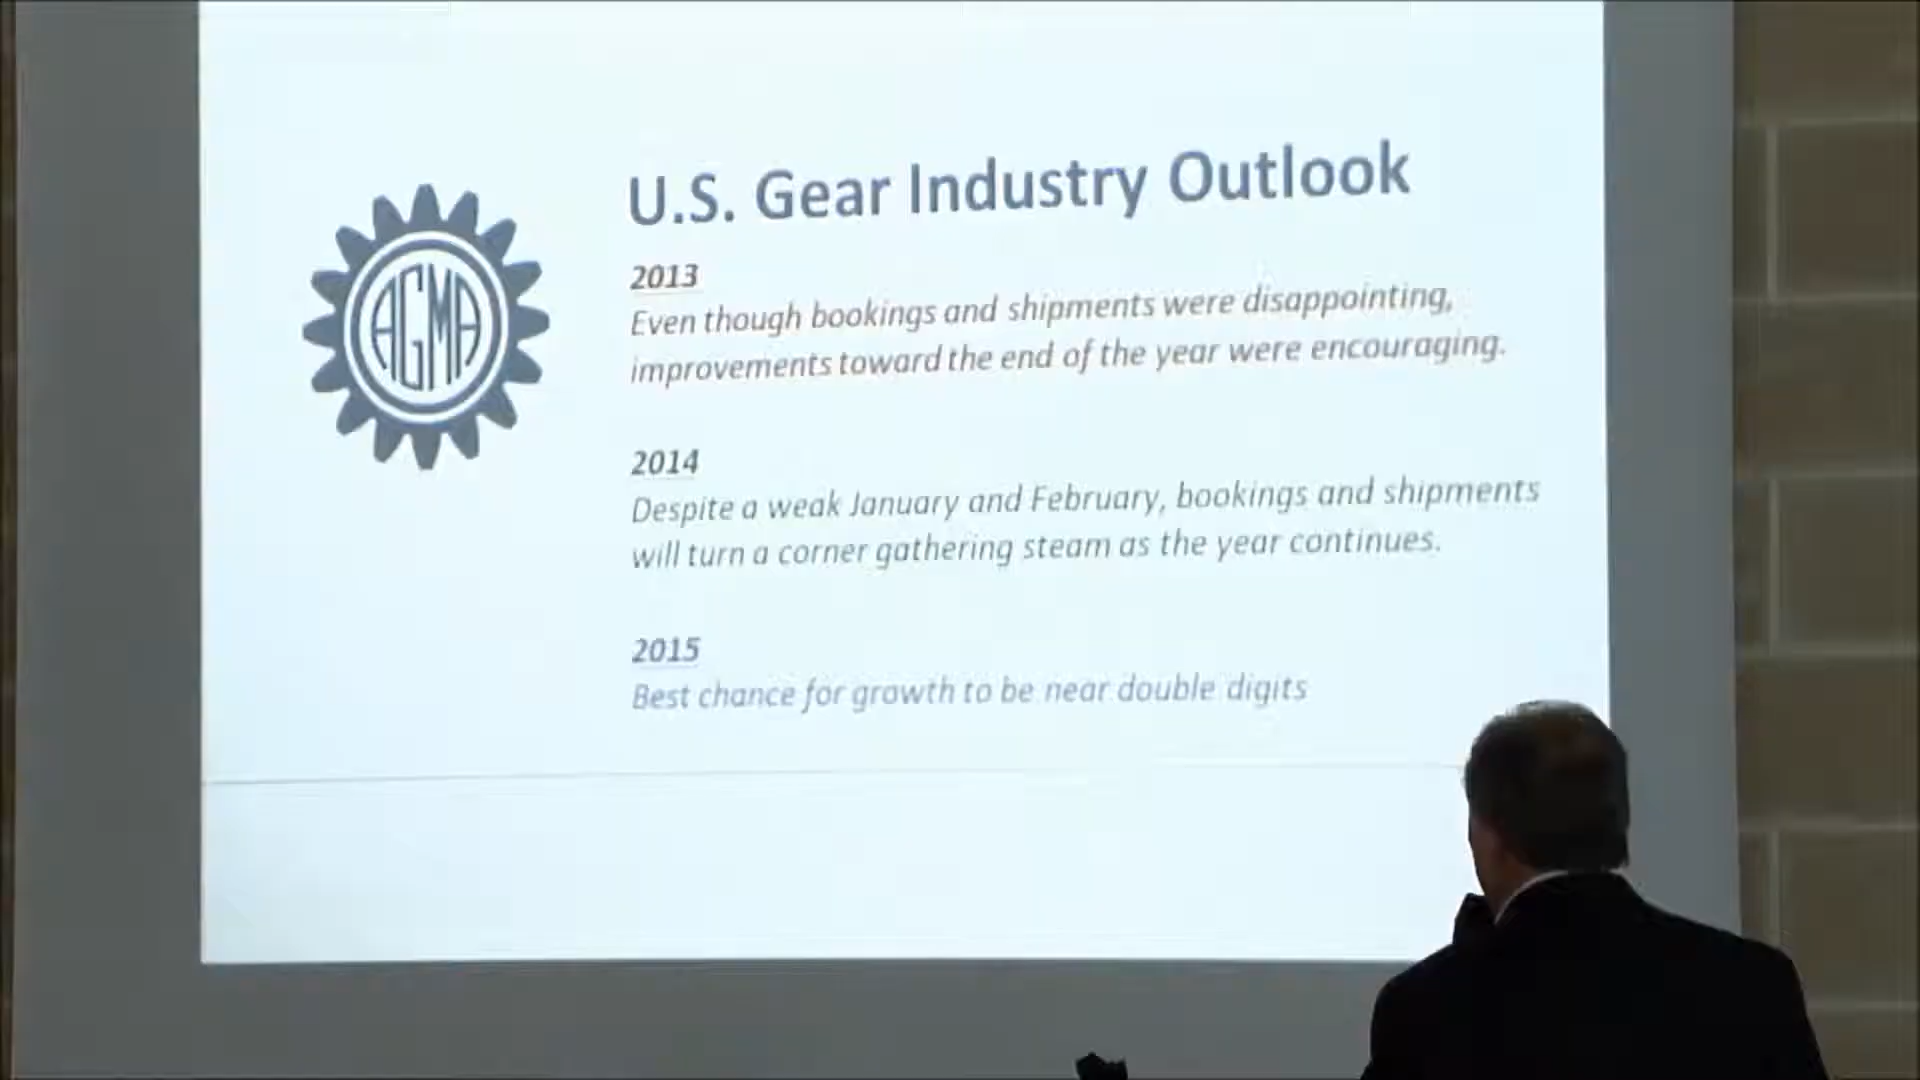 AGMA
U.S. Gear Industry Outlook
2013
Even though bookings and shipments were disappointing,
improvements toward the end of the year were encouraging.
2014
Despite a weak January and February, bookings and shipments
will turn a corner gathering steam as the year continues.
2015
Best chance for growth to be near double digits